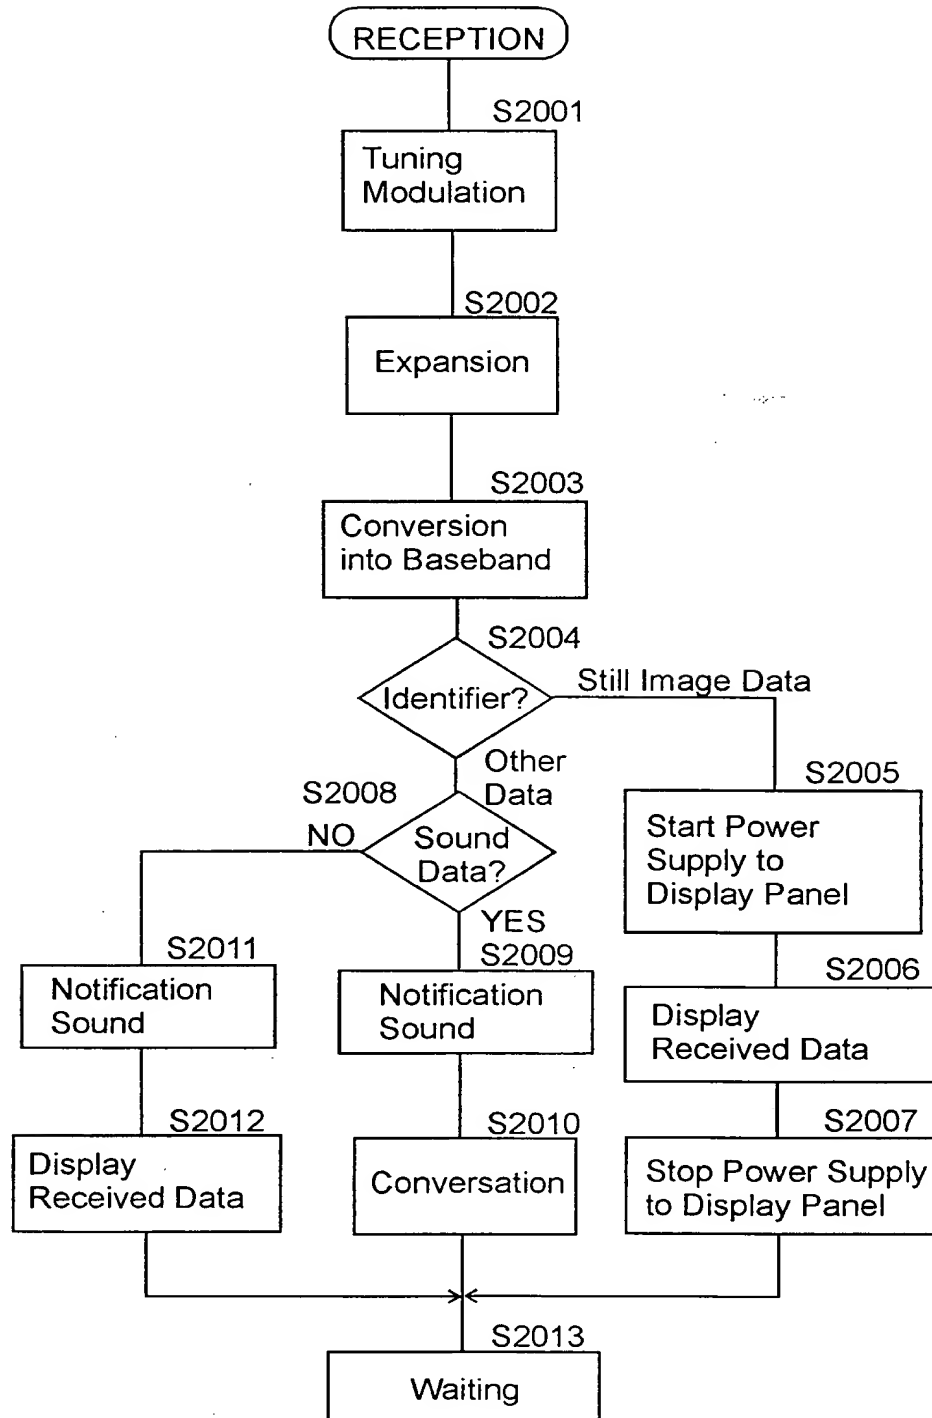 RECEPTION
S2001
Tuning
Modulation
S2002
Expansion
S2003
Conversion
into Baseband
S2004
Identifier?
Still Image Data
Other
Data
S2005
Start Power
Supply to
Display Panel
S2008
NO
Sound
Data?
YES
S2011
Notification
Sound
S2009
Notification
Sound
S2006
Display
Received Data
S2012
Display
Received Data
S2010
Conversation
S2007
Stop Power Supply
to Display Panel
S2013
Waiting